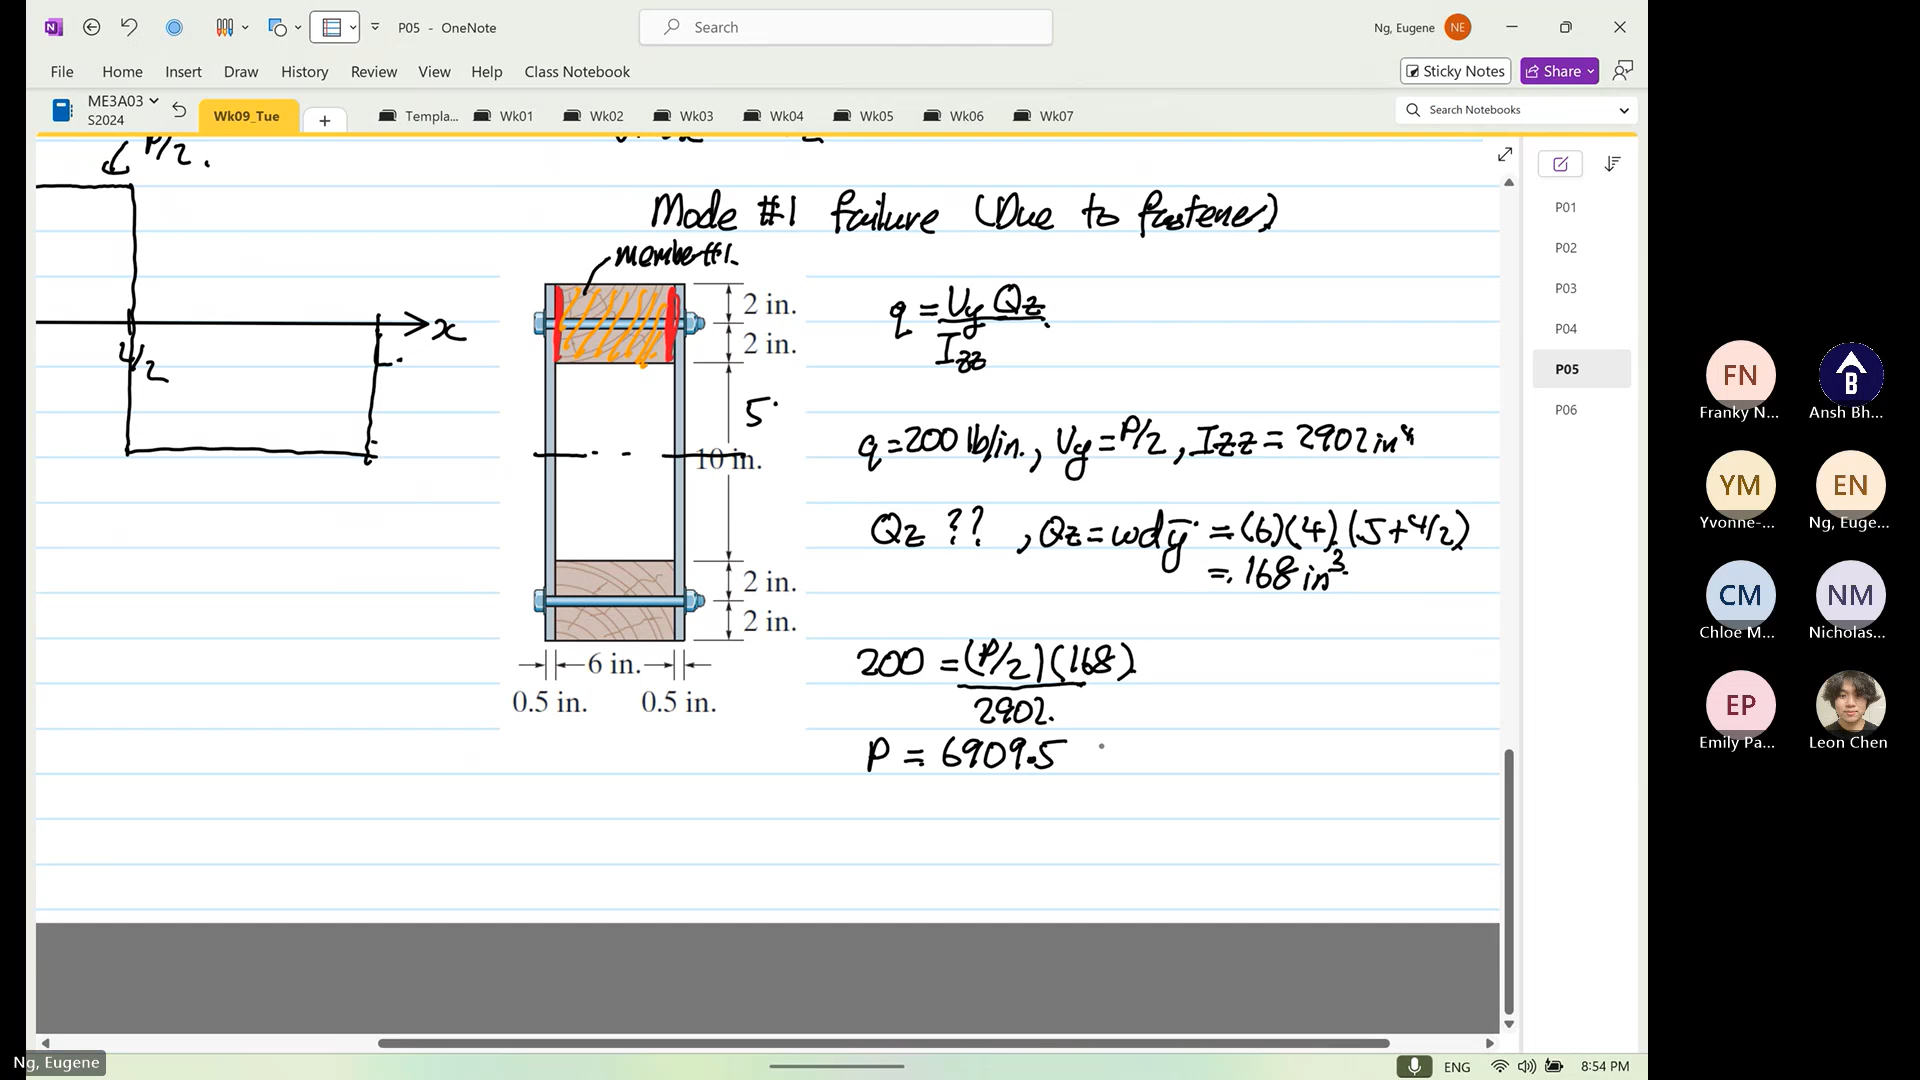 P05 - OneNote
Search
Ng, Eugene
NE
File
Home
Insert
Draw
History
Review
View
Help
Class Notebook
Sticky Notes
Share
ME3A03
S2024
Wk09_Tue
+
Templa...
Wk01
Wk02
Wk03
Wk04
Wk05
Wk06
Wk07
Search Notebooks
P01
P02
P03
P04
P05
P06
P/2.
x
L/2
Mode #1 failure (Due to fastener)
member#1.
2 in.
2 in.
5
10 in.
2 in.
2 in.
6 in.
0.5 in.
0.5 in.
q = Vy Qz
Izz
q=200 lb/in., Vy=P/2, Izz=2902in⁴
Qz ??, Qz=wdȳ =(6)(4)(5+4/2)
= 168in³
200 = (P/2)(168)
2902.
P = 6909.5
FN
Franky N...
B
Ansh Bh...
YM
Yvonne-...
EN
Ng, Euge...
CM
Chloe M...
NM
Nicholas...
EP
Emily Pa...
Leon Chen
Ng, Eugene
ENG
8:54 PM